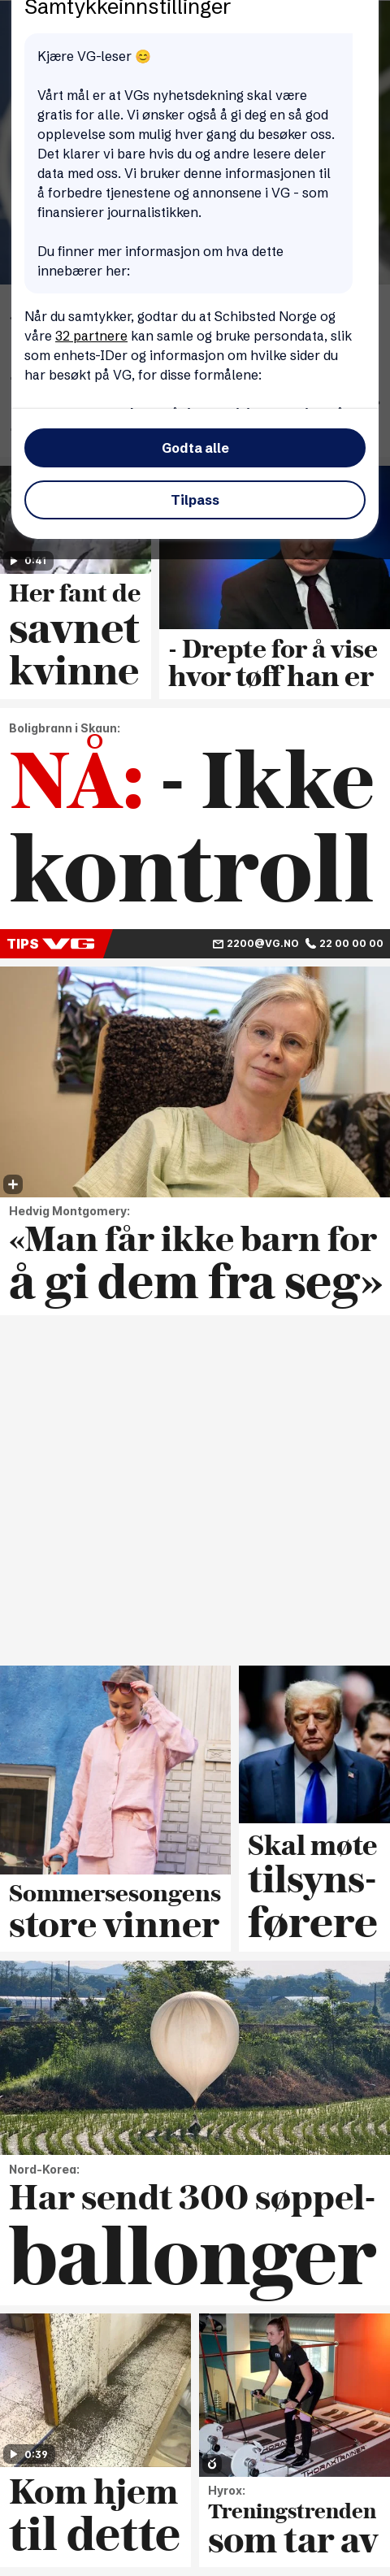 Samtykkeinnstillinger
Kjære VG-leser 😊
Vårt mål er at VGs nyhetsdekning skal være
gratis for alle. Vi ønsker også å gi deg en så god
opplevelse som mulig hver gang du besøker oss.
Det klarer vi bare hvis du og andre lesere deler
data med oss. Vi bruker denne informasjonen til
å forbedre tjenestene og annonsene i VG - som
finansierer journalistikken.
Du finner mer informasjon om hva dette
innebærer her:
Når du samtykker, godtar du at Schibsted Norge og
våre 32 partnere kan samle og bruke persondata, slik
som enhets-IDer og informasjon om hvilke sider du
har besøkt på VG, for disse formålene:
Godta alle
Tilpass
0:41
Her fant de
savnet
kvinne
- Drepte for å vise
hvor tøff han er
Boligbrann i Skaun:
NÅ: - Ikke
kontroll
TIPS VG
2200@VG.NO 22 00 00 00
Hedvig Montgomery:
«Man får ikke barn for
å gi dem fra seg»
Sommersesongens
store vinner
Skal møte
tilsyns-
førere
Nord-Korea:
Har sendt 300 søppel-
ballonger
0:39
Kom hjem
til dette
Hyrox:
Treningstrenden
som tar av